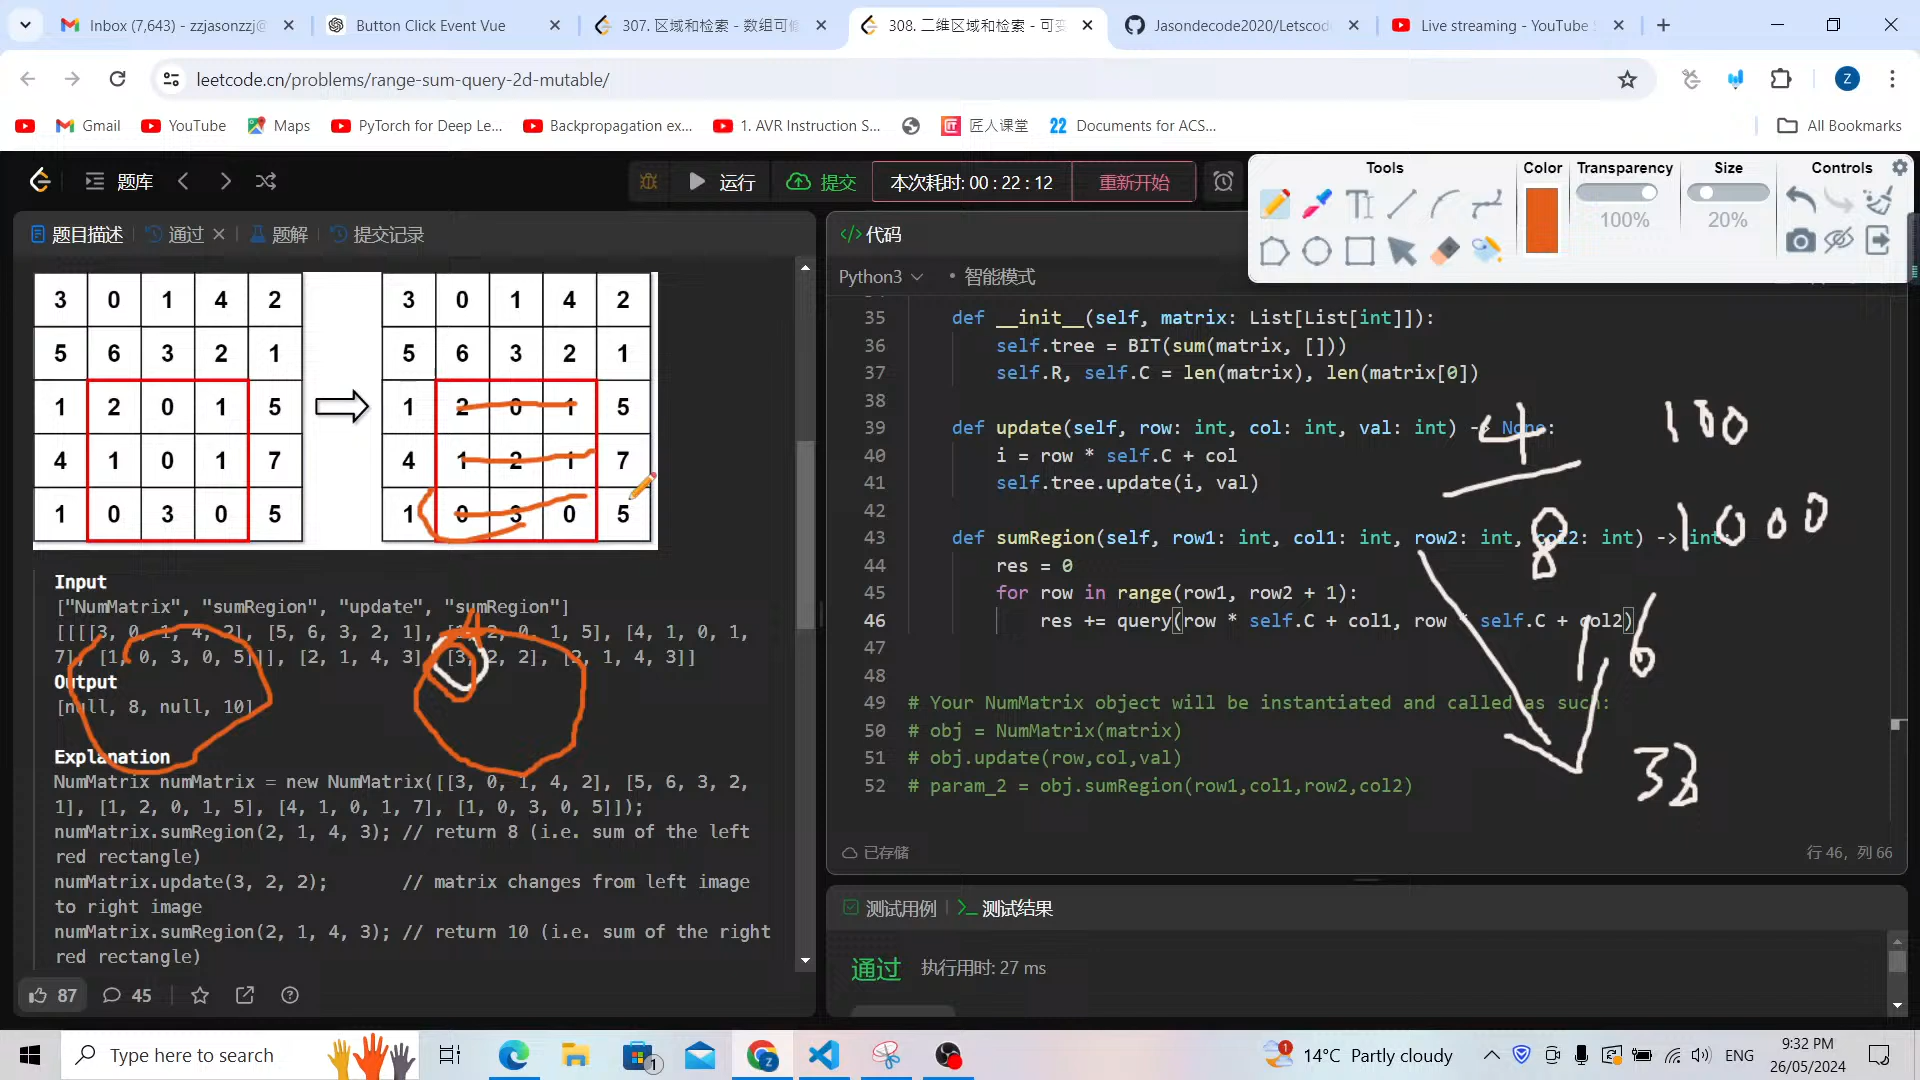 Inbox (7,643) - zzjasonzzj@
Button Click Event Vue
307. 区域和检索 - 数组可修
308. 二维区域和检索 - 可变
Jasondecode2020/Letscode
Live streaming - YouTube S
leetcode.cn/problems/range-sum-query-2d-mutable/
Z
Gmail
YouTube
Maps
PyTorch for Deep Le...
Backpropagation ex...
1. AVR Instruction S...
匠人课堂
22 Documents for ACS...
All Bookmarks
题库
运行
提交
本次耗时: 00 : 22 : 12
重新开始
Tools
Color
Transparency
Size
Controls
100%
20%
题目描述
通过
题解
提交记录
</> 代码
Python3
• 智能模式
3 0 1 4 2
5 6 3 2 1
1 2 0 1 5
4 1 0 1 7
1 0 3 0 5
3 0 1 4 2
5 6 3 2 1
1 2 0 1 5
4 1 2 1 7
1 0 3 0 5
Input
["NumMatrix", "sumRegion", "update", "sumRegion"]
[[[[3, 0, 1, 4, 2], [5, 6, 3, 2, 1], [1, 2, 0, 1, 5], [4, 1, 0, 1,
7], [1, 0, 3, 0, 5]]], [2, 1, 4, 3], [3, 2, 2], [2, 1, 4, 3]]
Output
[null, 8, null, 10]
Explanation
NumMatrix numMatrix = new NumMatrix([[3, 0, 1, 4, 2], [5, 6, 3, 2,
1], [1, 2, 0, 1, 5], [4, 1, 0, 1, 7], [1, 0, 3, 0, 5]]);
numMatrix.sumRegion(2, 1, 4, 3); // return 8 (i.e. sum of the left
red rectangle)
numMatrix.update(3, 2, 2); // matrix changes from left image
to right image
numMatrix.sumRegion(2, 1, 4, 3); // return 10 (i.e. sum of the right
red rectangle)
87
45
35 def __init__(self, matrix: List[List[int]]):
36 self.tree = BIT(sum(matrix, []))
37 self.R, self.C = len(matrix), len(matrix[0])
38
39 def update(self, row: int, col: int, val: int) -> None:
40 i = row * self.C + col
41 self.tree.update(i, val)
42
43 def sumRegion(self, row1: int, col1: int, row2: int, col2: int) -> int:
44 res = 0
45 for row in range(row1, row2 + 1):
46 res += query(row * self.C + col1, row * self.C + col2)
47
48
49 # Your NumMatrix object will be instantiated and called as such:
50 # obj = NumMatrix(matrix)
51 # obj.update(row,col,val)
52 # param_2 = obj.sumRegion(row1,col1,row2,col2)
4
100
8
1000
16
已存储
行 46，列 66
测试用例
测试结果
通过
执行用时: 27 ms
Type here to search
1
1
14°C Partly cloudy
ENG
9:32 PM
26/05/2024